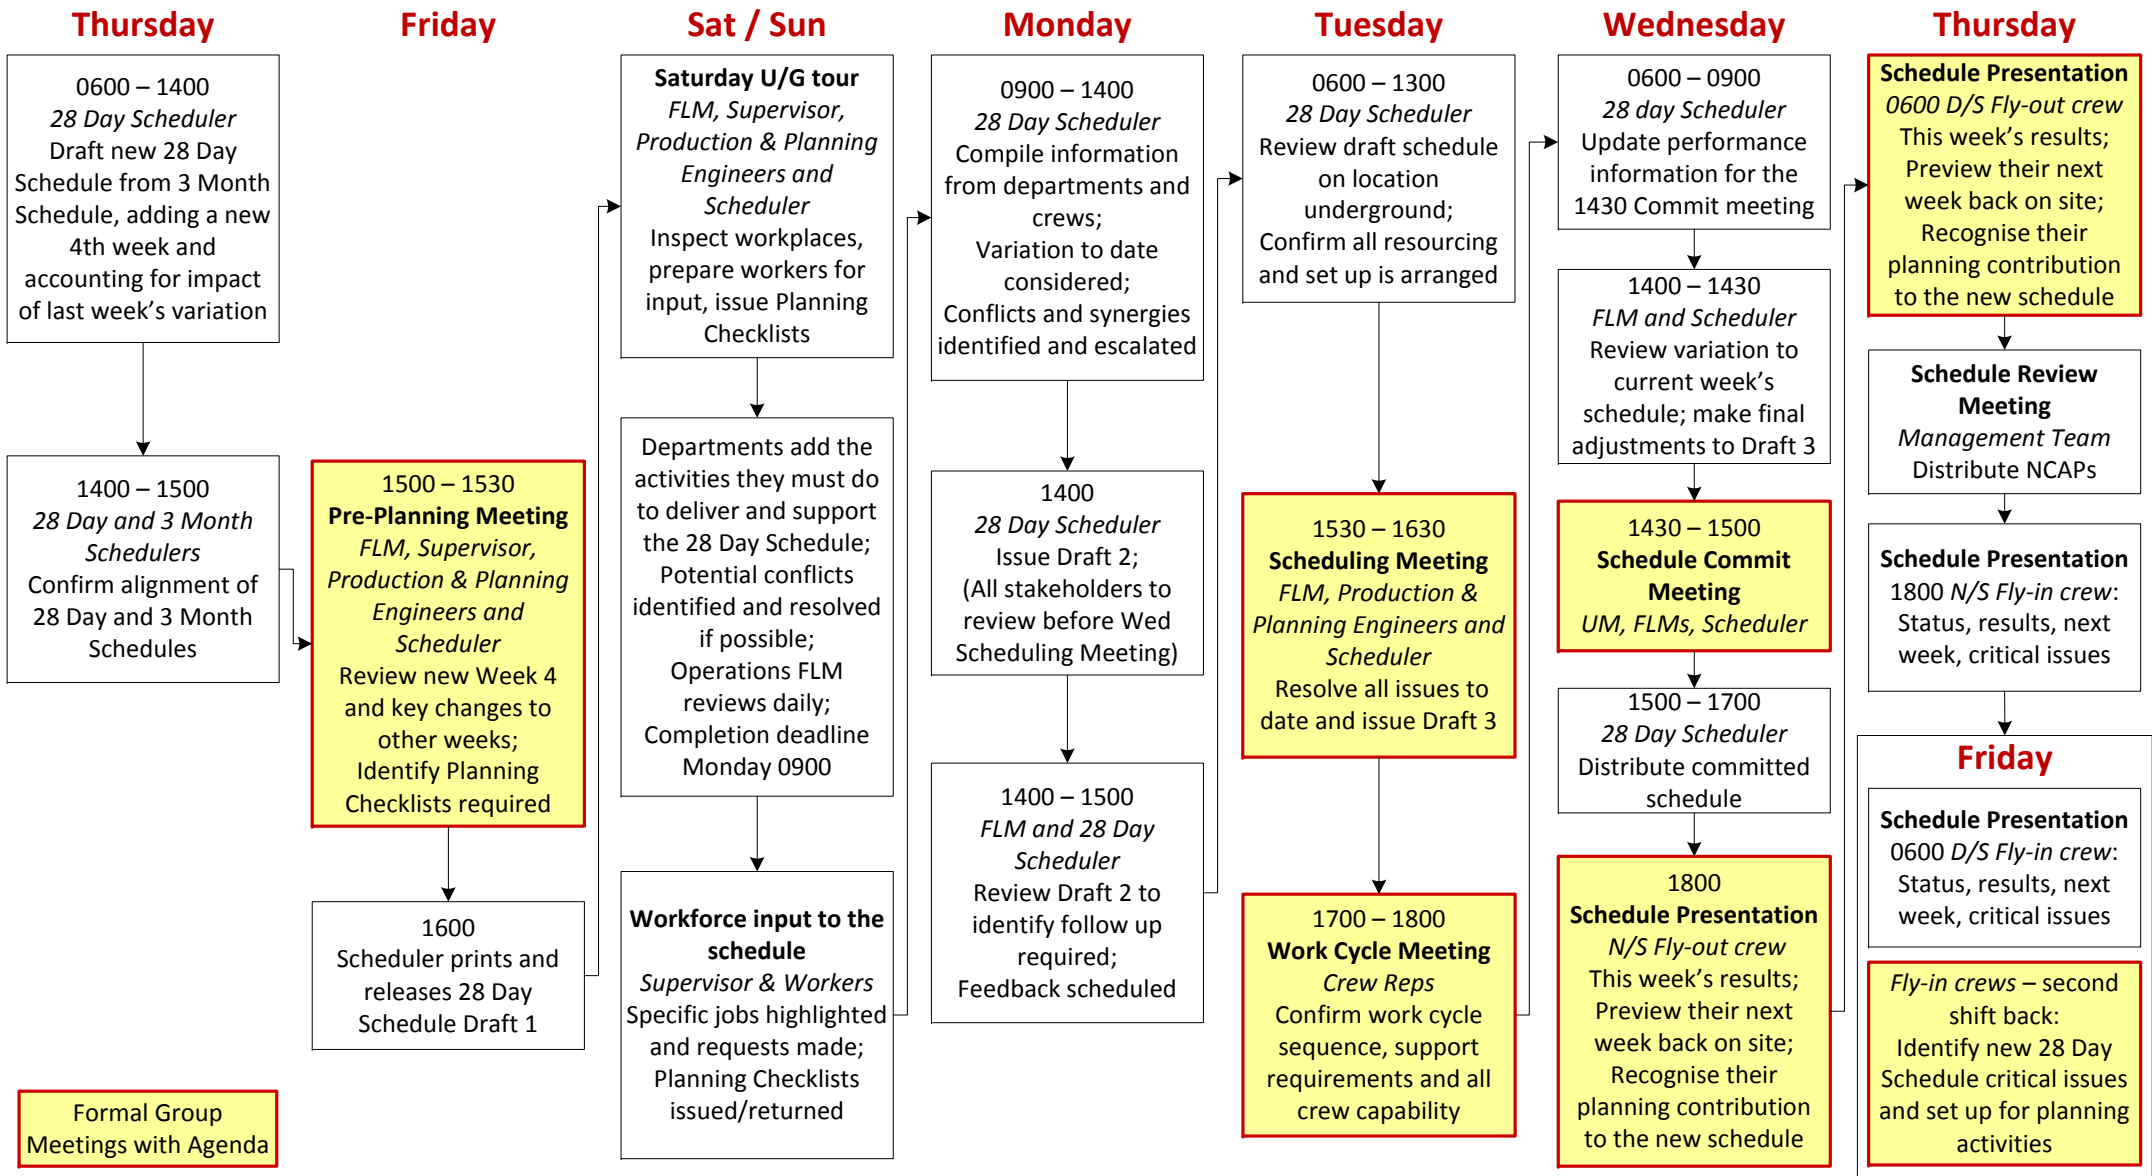 Thursday
0600 – 1400
28 Day Scheduler
Draft new 28 Day
Schedule from 3 Month
Schedule, adding a new
4th week and
accounting for impact
of last week's variation
1400 – 1500
28 Day and 3 Month
Schedulers
Confirm alignment of
28 Day and 3 Month
Schedules
Formal Group
Meetings with Agenda
Friday
1500 – 1530
Pre-Planning Meeting
FLM, Supervisor,
Production & Planning
Engineers and
Scheduler
Review new Week 4
and key changes to
other weeks;
Identify Planning
Checklists required
1600
Scheduler prints and
releases 28 Day
Schedule Draft 1
Sat / Sun
Saturday U/G tour
FLM, Supervisor,
Production & Planning
Engineers and
Scheduler
Inspect workplaces,
prepare workers for
input, issue Planning
Checklists
Departments add the
activities they must do
to deliver and support
the 28 Day Schedule;
Potential conflicts
identified and resolved
if possible;
Operations FLM
reviews daily;
Completion deadline
Monday 0900
Workforce input to the
schedule
Supervisor & Workers
Specific jobs highlighted
and requests made;
Planning Checklists
issued/returned
Monday
0900 – 1400
28 Day Scheduler
Compile information
from departments and
crews;
Variation to date
considered;
Conflicts and synergies
identified and escalated
1400
28 Day Scheduler
Issue Draft 2;
(All stakeholders to
review before Wed
Scheduling Meeting)
1400 – 1500
FLM and 28 Day
Scheduler
Review Draft 2 to
identify follow up
required;
Feedback scheduled
Tuesday
0600 – 1300
28 Day Scheduler
Review draft schedule
on location
underground;
Confirm all resourcing
and set up is arranged
1530 – 1630
Scheduling Meeting
FLM, Production &
Planning Engineers and
Scheduler
Resolve all issues to
date and issue Draft 3
1700 – 1800
Work Cycle Meeting
Crew Reps
Confirm work cycle
sequence, support
requirements and all
crew capability
Wednesday
0600 – 0900
28 day Scheduler
Update performance
information for the
1430 Commit meeting
1400 – 1430
FLM and Scheduler
Review variation to
current week's
schedule; make final
adjustments to Draft 3
1430 – 1500
Schedule Commit
Meeting
UM, FLMs, Scheduler
1500 – 1700
28 Day Scheduler
Distribute committed
schedule
1800
Schedule Presentation
N/S Fly-out crew
This week's results;
Preview their next
week back on site;
Recognise their
planning contribution
to the new schedule
Thursday
Schedule Presentation
0600 D/S Fly-out crew
This week's results;
Preview their next
week back on site;
Recognise their
planning contribution
to the new schedule
Schedule Review
Meeting
Management Team
Distribute NCAPs
Schedule Presentation
1800 N/S Fly-in crew:
Status, results, next
week, critical issues
Friday
Schedule Presentation
0600 D/S Fly-in crew:
Status, results, next
week, critical issues
Fly-in crews – second
shift back:
Identify new 28 Day
Schedule critical issues
and set up for planning
activities